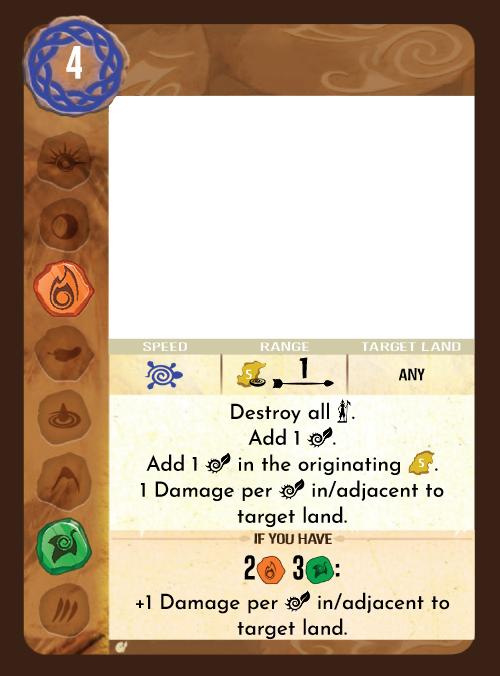 4
SPEED RANGE TARGET LAND
S 1 ANY
Destroy all .
Add 1 .
Add 1 in the originating S.
1 Damage per in/adjacent to
target land.
IF YOU HAVE
2 3 :
+1 Damage per in/adjacent to
target land.